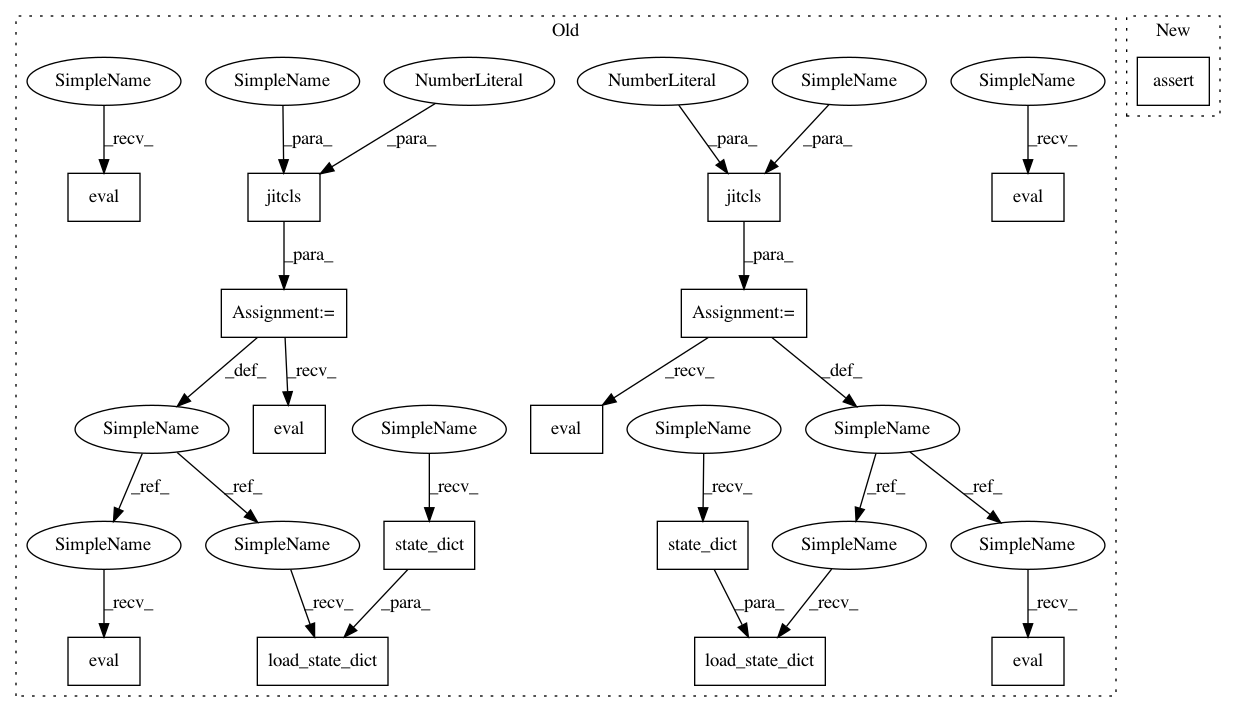 Old
New
SimpleName
SimpleName
NumberLiteral
NumberLiteral
SimpleName
SimpleName
assert
_recv_
_para_
_para_
_para_
_para_
_recv_
eval
jitcls
jitcls
eval
_para_
_para_
Assignment:=
Assignment:=
_def_
_recv_
_recv_
_def_
SimpleName
eval
SimpleName
eval
SimpleName
SimpleName
_ref_
_ref_
_recv_
_recv_
_ref_
_ref_
SimpleName
SimpleName
state_dict
state_dict
SimpleName
SimpleName
_recv_
_recv_
_para_
_para_
_recv_
_recv_
eval
load_state_dict
load_state_dict
eval